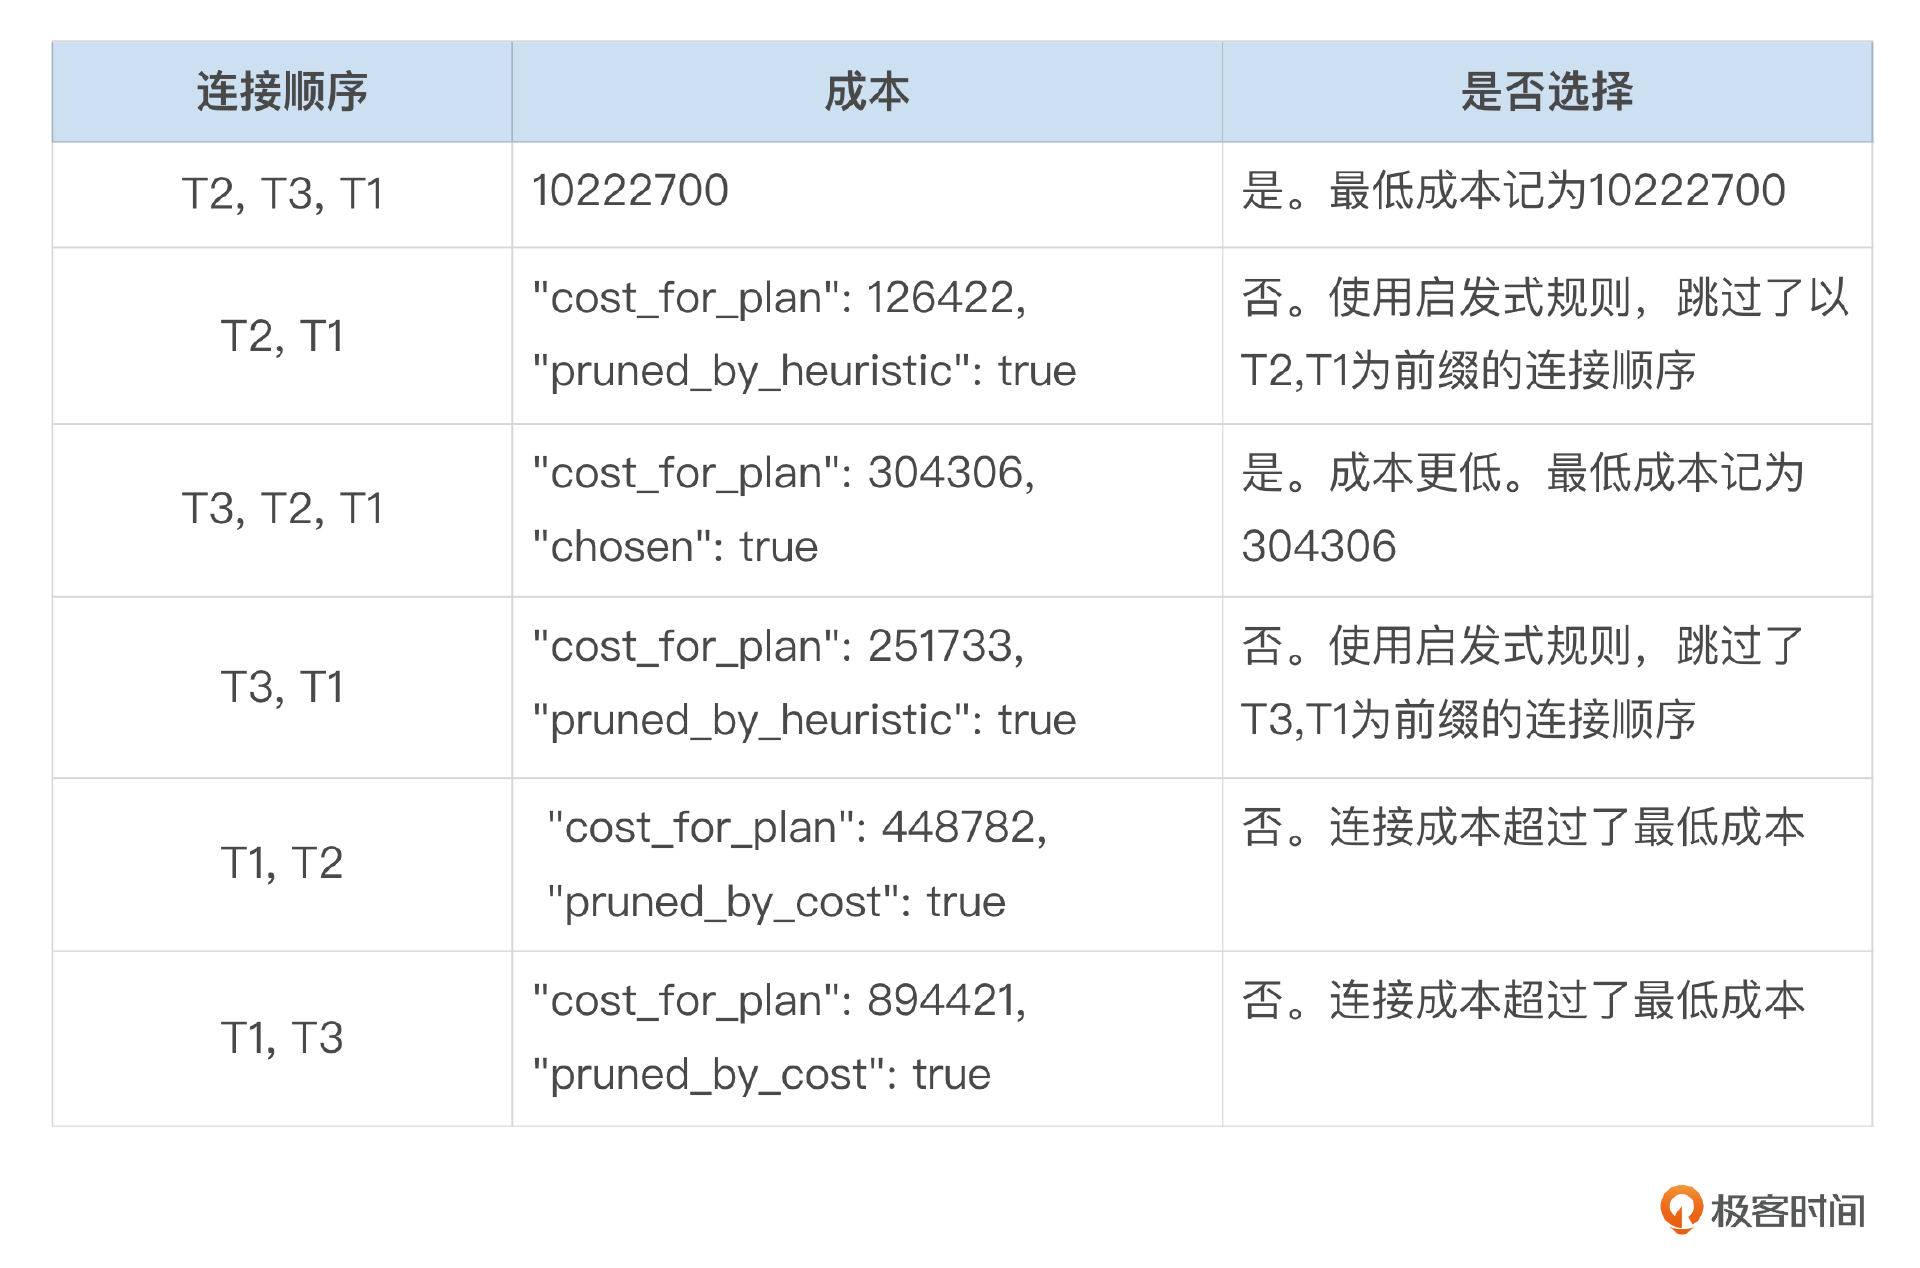 连接顺序 成本 是否选择
T2, T3, T1 10222700 是。最低成本记为10222700
T2, T1
"cost_for_plan": 126422,
"pruned_by_heuristic": true
否。使用启发式规则，跳过了以
T2,T1为前缀的连接顺序
T3, T2, T1
"cost_for_plan": 304306,
"chosen": true
是。成本更低。最低成本记为
304306
T3, T1
"cost_for_plan": 251733,
"pruned_by_heuristic": true
否。使用启发式规则，跳过了
T3,T1为前缀的连接顺序
T1, T2
"cost_for_plan": 448782,
"pruned_by_cost": true
否。连接成本超过了最低成本
T1, T3
"cost_for_plan": 894421,
"pruned_by_cost": true
否。连接成本超过了最低成本
极客时间